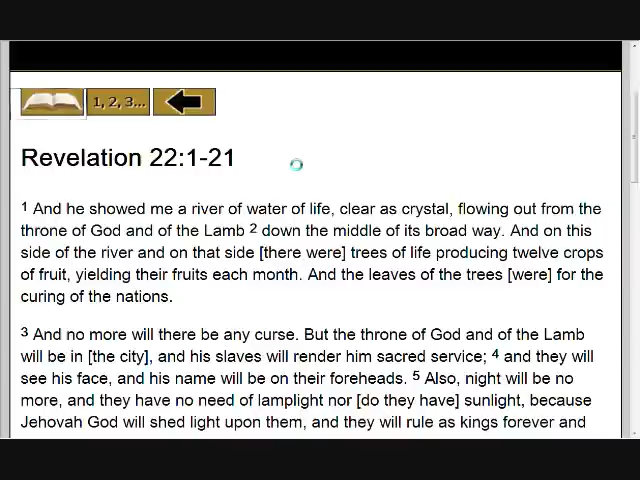 1, 2, 3...
Revelation 22:1-21
1 And he showed me a river of water of life, clear as crystal, flowing out from the
throne of God and of the Lamb 2 down the middle of its broad way. And on this
side of the river and on that side [there were] trees of life producing twelve crops
of fruit, yielding their fruits each month. And the leaves of the trees [were] for the
curing of the nations.
3 And no more will there be any curse. But the throne of God and of the Lamb
will be in [the city], and his slaves will render him sacred service; 4 and they will
see his face, and his name will be on their foreheads. 5 Also, night will be no
more, and they have no need of lamplight nor [do they have] sunlight, because
Jehovah God will shed light upon them, and they will rule as kings forever and